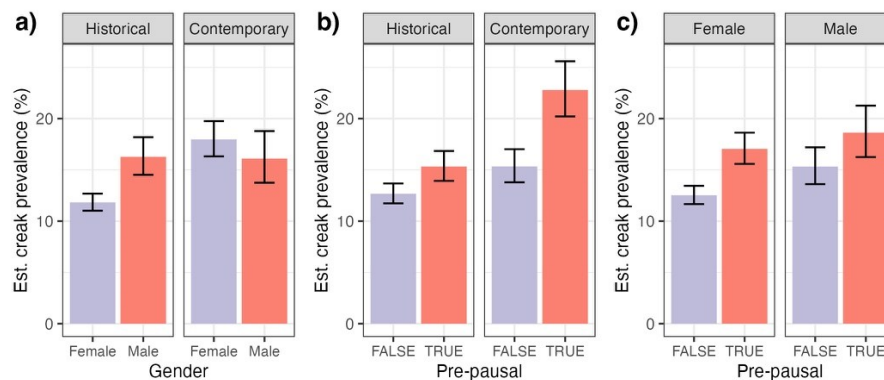 a)
Historical
Contemporary
Est. creak prevalence (%)
20
10
0
Female
Male
Female
Male
Gender
b)
Historical
Contemporary
Est. creak prevalence (%)
20
10
0
FALSE
TRUE
FALSE
TRUE
Pre-pausal
c)
Female
Male
Est. creak prevalence (%)
20
10
0
FALSE
TRUE
FALSE
TRUE
Pre-pausal